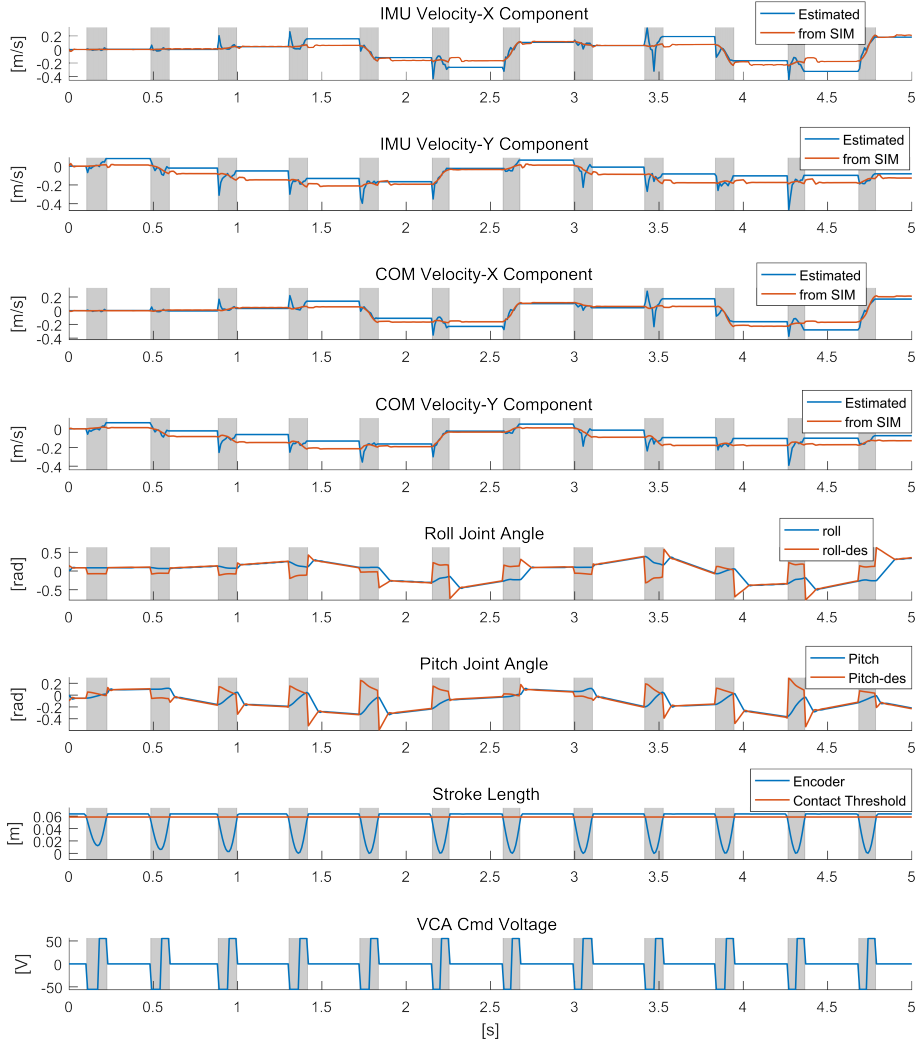 IMU Velocity-X Component
Estimated
from SIM
[m/s]
0.2
0
-0.2
-0.4
0 0.5 1 1.5 2 2.5 3 3.5 4 4.5 5
IMU Velocity-Y Component
Estimated
from SIM
[m/s]
0
-0.2
-0.4
0 0.5 1 1.5 2 2.5 3 3.5 4 4.5 5
COM Velocity-X Component
Estimated
from SIM
[m/s]
0.2
0
-0.2
-0.4
0 0.5 1 1.5 2 2.5 3 3.5 4 4.5 5
COM Velocity-Y Component
Estimated
from SIM
[m/s]
0
-0.2
-0.4
0 0.5 1 1.5 2 2.5 3 3.5 4 4.5 5
Roll Joint Angle
roll
roll-des
[rad]
0.5
0
-0.5
0 0.5 1 1.5 2 2.5 3 3.5 4 4.5 5
Pitch Joint Angle
Pitch
Pitch-des
[rad]
0.2
0
-0.2
-0.4
0 0.5 1 1.5 2 2.5 3 3.5 4 4.5 5
Stroke Length
Encoder
Contact Threshold
[m]
0.06
0.04
0.02
0
0 0.5 1 1.5 2 2.5 3 3.5 4 4.5 5
VCA Cmd Voltage
[V]
50
0
-50
0 0.5 1 1.5 2 2.5 3 3.5 4 4.5 5
[s]